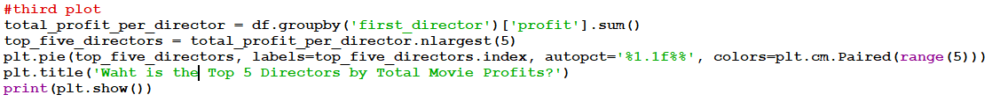 #third plot
total_profit_per_director = df.groupby('first_director')['profit'].sum()
top_five_directors = total_profit_per_director.nlargest(5)
plt.pie(top_five_directors, labels=top_five_directors.index, autopct='%1.1f%%', colors=plt.cm.Paired(range(5)))
plt.title('Waht is the Top 5 Directors by Total Movie Profits?')
print(plt.show())